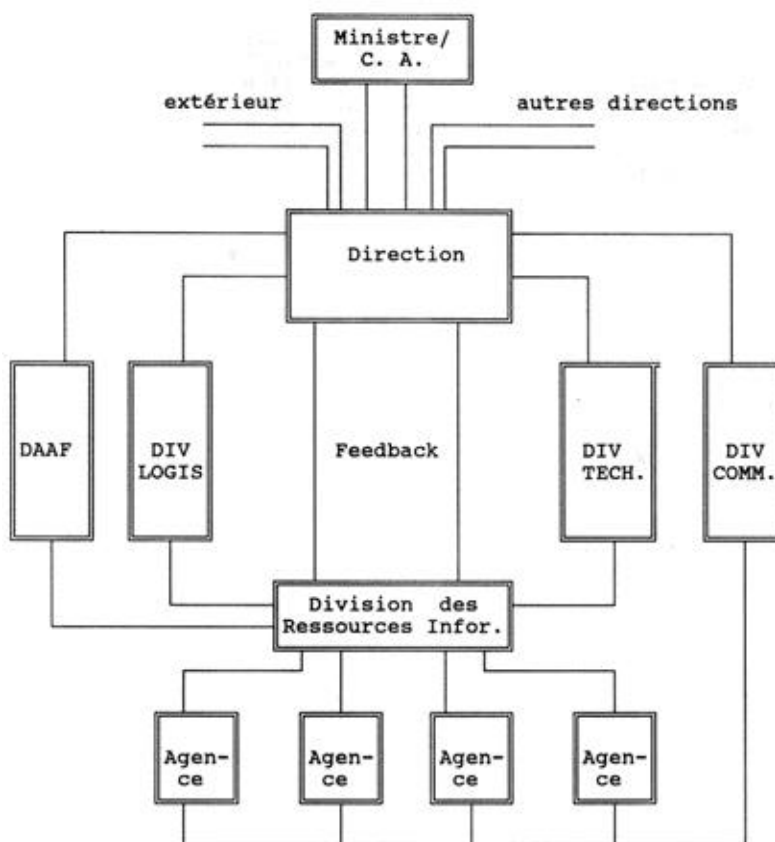 Ministre/
C. A.
extérieur
autres directions
Direction
DAAF
DIV
LOGIS
Feedback
DIV
TECH.
DIV
COMM.
Division des
Ressources Infor.
Agen-
ce
Agen-
ce
Agen-
ce
Agen-
ce